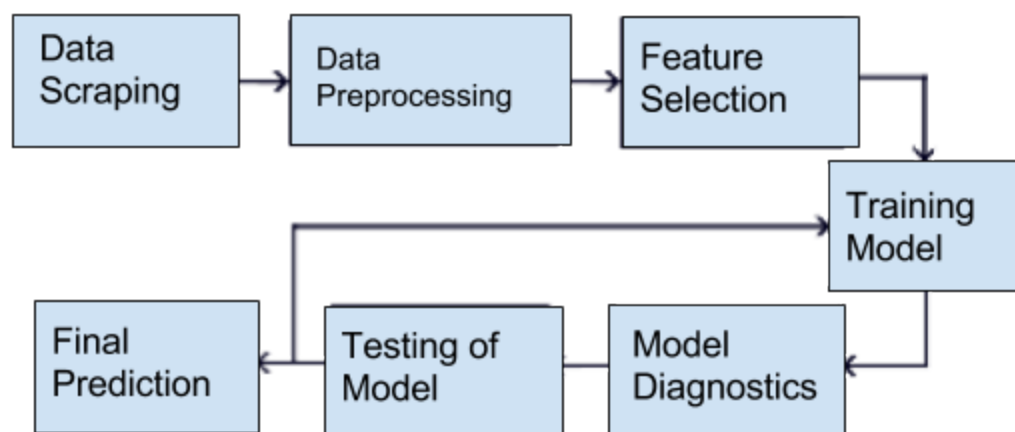 Data
Scraping
Data
Preprocessing
Feature
Selection
Training
Model
Final
Prediction
Testing of
Model
Model
Diagnostics